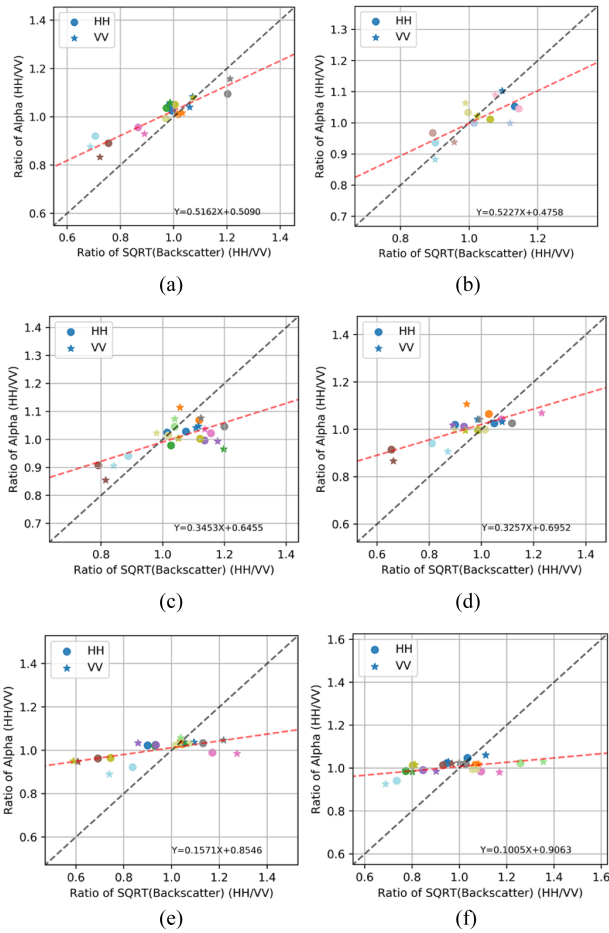 1.4
1.3
1.2
1.1
1.0
0.9
0.8
0.7
0.6
HH
VV
Ratio of Alpha (HH/VV)
Y=0.5162X+0.5090
0.6 0.8 1.0 1.2 1.4
Ratio of SQRT(Backscatter) (HH/VV)
(a)
1.3
1.2
1.1
1.0
0.9
0.8
0.7
HH
VV
Ratio of Alpha (HH/VV)
Y=0.5227X+0.4758
0.8 1.0 1.2
Ratio of SQRT(Backscatter) (HH/VV)
(b)
1.4
1.3
1.2
1.1
1.0
0.9
0.8
0.7
HH
VV
Ratio of Alpha (HH/VV)
Y=0.3453X+0.6455
0.8 1.0 1.2 1.4
Ratio of SQRT(Backscatter) (HH/VV)
(c)
1.4
1.2
1.0
0.8
0.6
HH
VV
Ratio of Alpha (HH/VV)
Y=0.3257X+0.6952
0.6 0.8 1.0 1.2 1.4
Ratio of SQRT(Backscatter) (HH/VV)
(d)
1.4
1.2
1.0
0.8
0.6
HH
VV
Ratio of Alpha (HH/VV)
Y=0.1571X+0.8546
0.6 0.8 1.0 1.2 1.4
Ratio of SQRT(Backscatter) (HH/VV)
(e)
1.6
1.4
1.2
1.0
0.8
0.6
HH
VV
Ratio of Alpha (HH/VV)
Y=0.1005X+0.9063
0.6 0.8 1.0 1.2 1.4 1.6
Ratio of SQRT(Backscatter) (HH/VV)
(f)